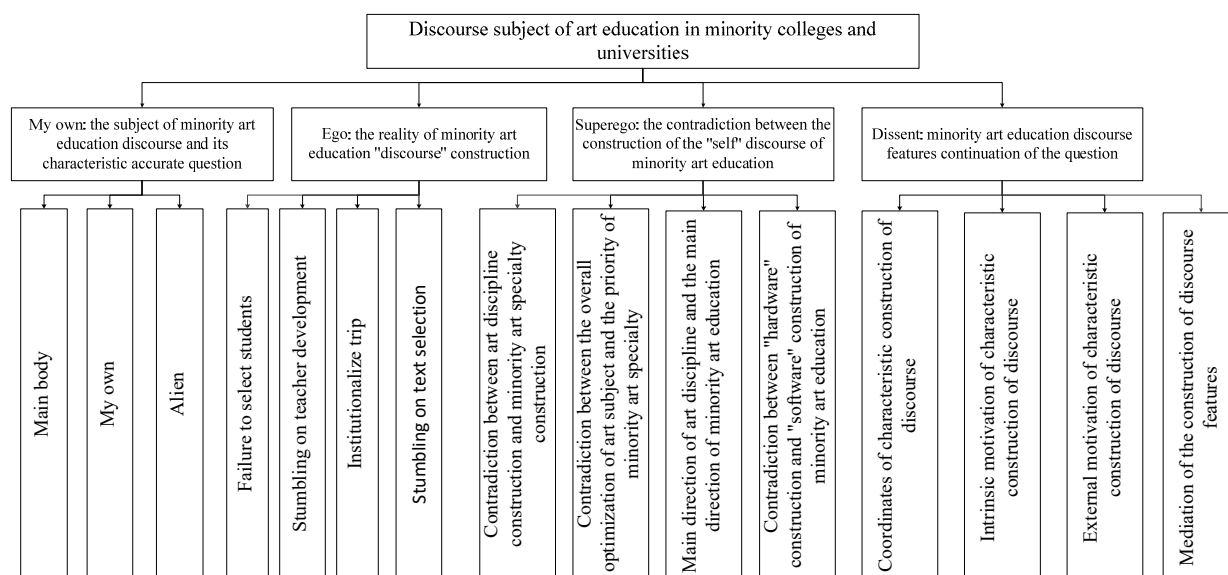 Discourse subject of art education in minority colleges and
universities
My own: the subject of minority art
education discourse and its
characteristic accurate question
Ego: the reality of minority art
education "discourse" construction
Superego: the contradiction between the
construction of the "self" discourse of
minority art education
Dissent: minority art education discourse
features continuation of the question
Main body
My own
Alien
Failure to select students
Stumbling on teacher development
Institutionalize trip
Stumbling on text selection
Contradiction between art discipline
construction and minority art specialty
construction
Contradiction between the overall
optimization of art subject and the priority of
minority art specialty
Main direction of art discipline and the main
direction of minority art education
Contradiction between "hardware"
construction and "software" construction of
minority art education
Coordinates of characteristic construction of
discourse
Intrinsic motivation of characteristic
construction of discourse
External motivation of characteristic
construction of discourse
Mediation of the construction of discourse
features